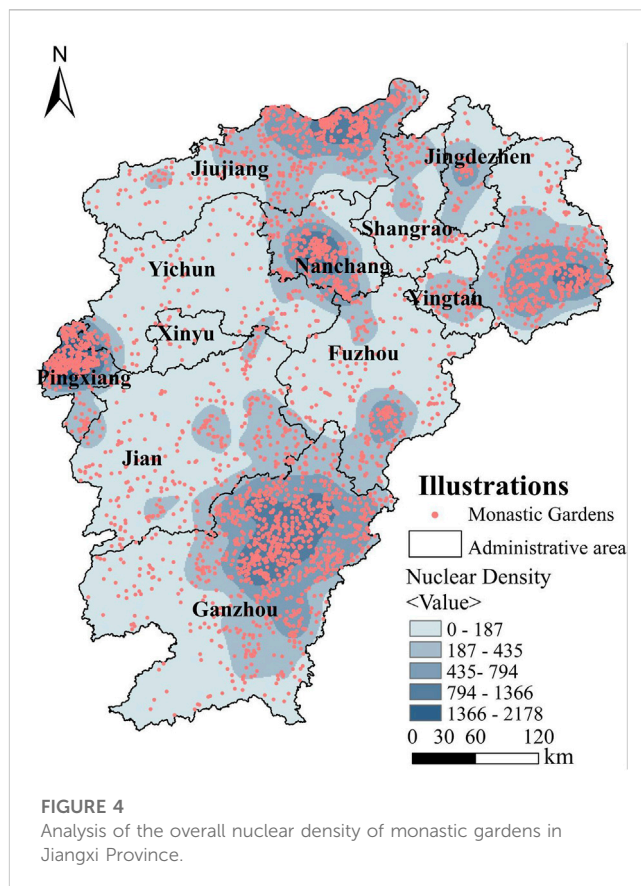 N
Jiujiang
Jingdezhen
Shangrao
Nanchang
Yichun
Yingtan
Xinyu
Fuzhou
Pingxiang
Jian
Ganzhou
Illustrations
Monastic Gardens
Administrative area
Nuclear Density
<Value>
0 - 187
187 - 435
435- 794
794 - 1366
1366 - 2178
0 30 60 120
km
FIGURE 4
Analysis of the overall nuclear density of monastic gardens in
Jiangxi Province.